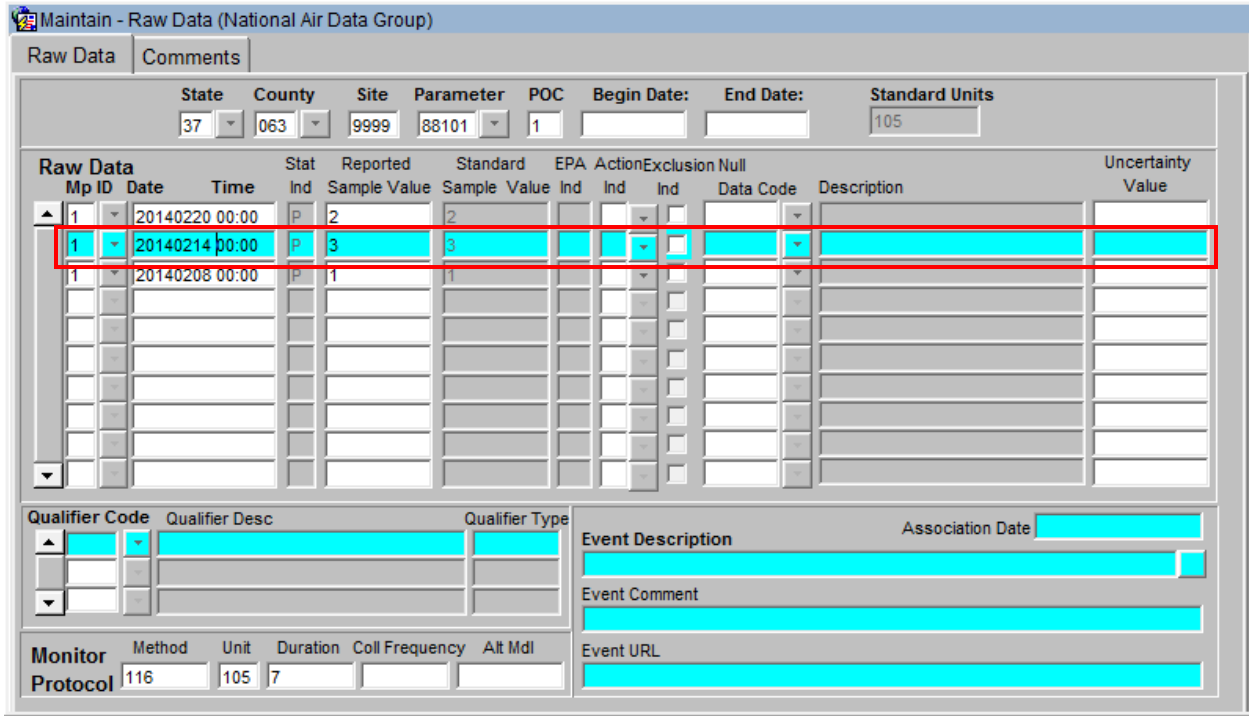 Maintain - Raw Data (National Air Data Group)
Raw Data Comments
State County Site Parameter POC Begin Date: End Date: Standard Units
37 063 9999 88101 1 105
Raw Data Stat Reported Standard EPA Action Exclusion Null Uncertainty
Mp ID Date Time Ind Sample Value Sample Value Ind Ind Ind Data Code Description Value
1 20140220 00:00 P 2 2
1 20140214 00:00 P 3 3
1 20140208 00:00 P 1 1
Qualifier Code Qualifier Desc Qualifier Type
Association Date
Event Description
Event Comment
Event URL
Monitor Protocol Method Unit Duration Coll Frequency Alt Mdl
116 105 7